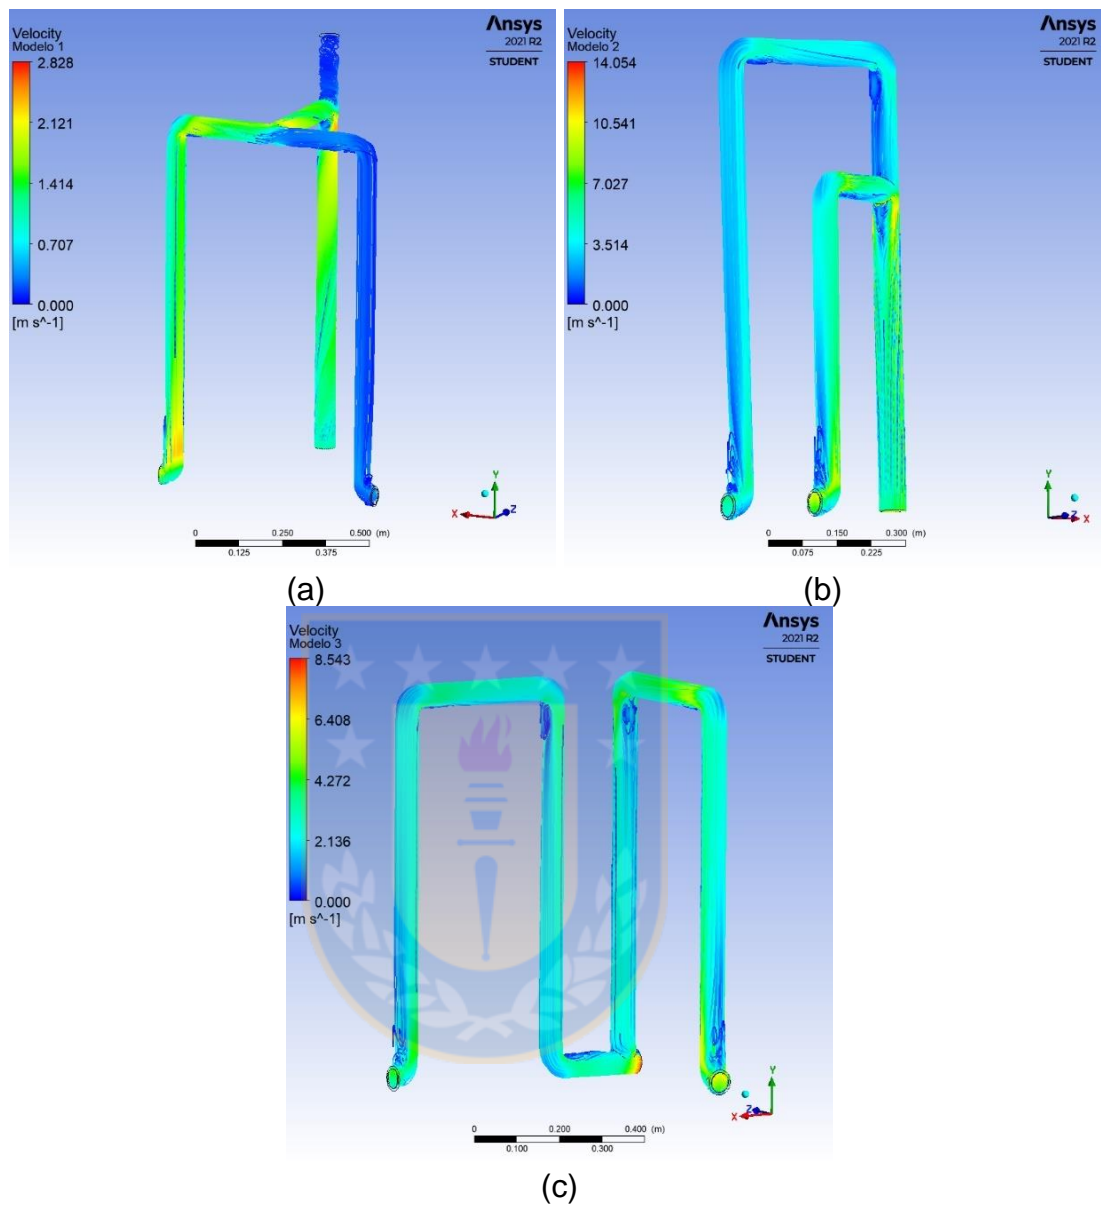 Velocity
Modelo 1
2.828
2.121
1.414
0.707
0.000
[m s^-1]
Ansys
2021 R2
STUDENT
Y
X
Z
0 0.250 0.500 (m)
0.125 0.375
(a)
Velocity
Modelo 2
14.054
10.541
7.027
3.514
0.000
[m s^-1]
Ansys
2021 R2
STUDENT
Y
Z
X
0 0.150 0.300 (m)
0.075 0.225
(b)
Velocity
Modelo 3
8.543
6.408
4.272
2.136
0.000
[m s^-1]
Ansys
2021 R2
STUDENT
Y
Z
X
0 0.200 0.400 (m)
0.100 0.300
(c)